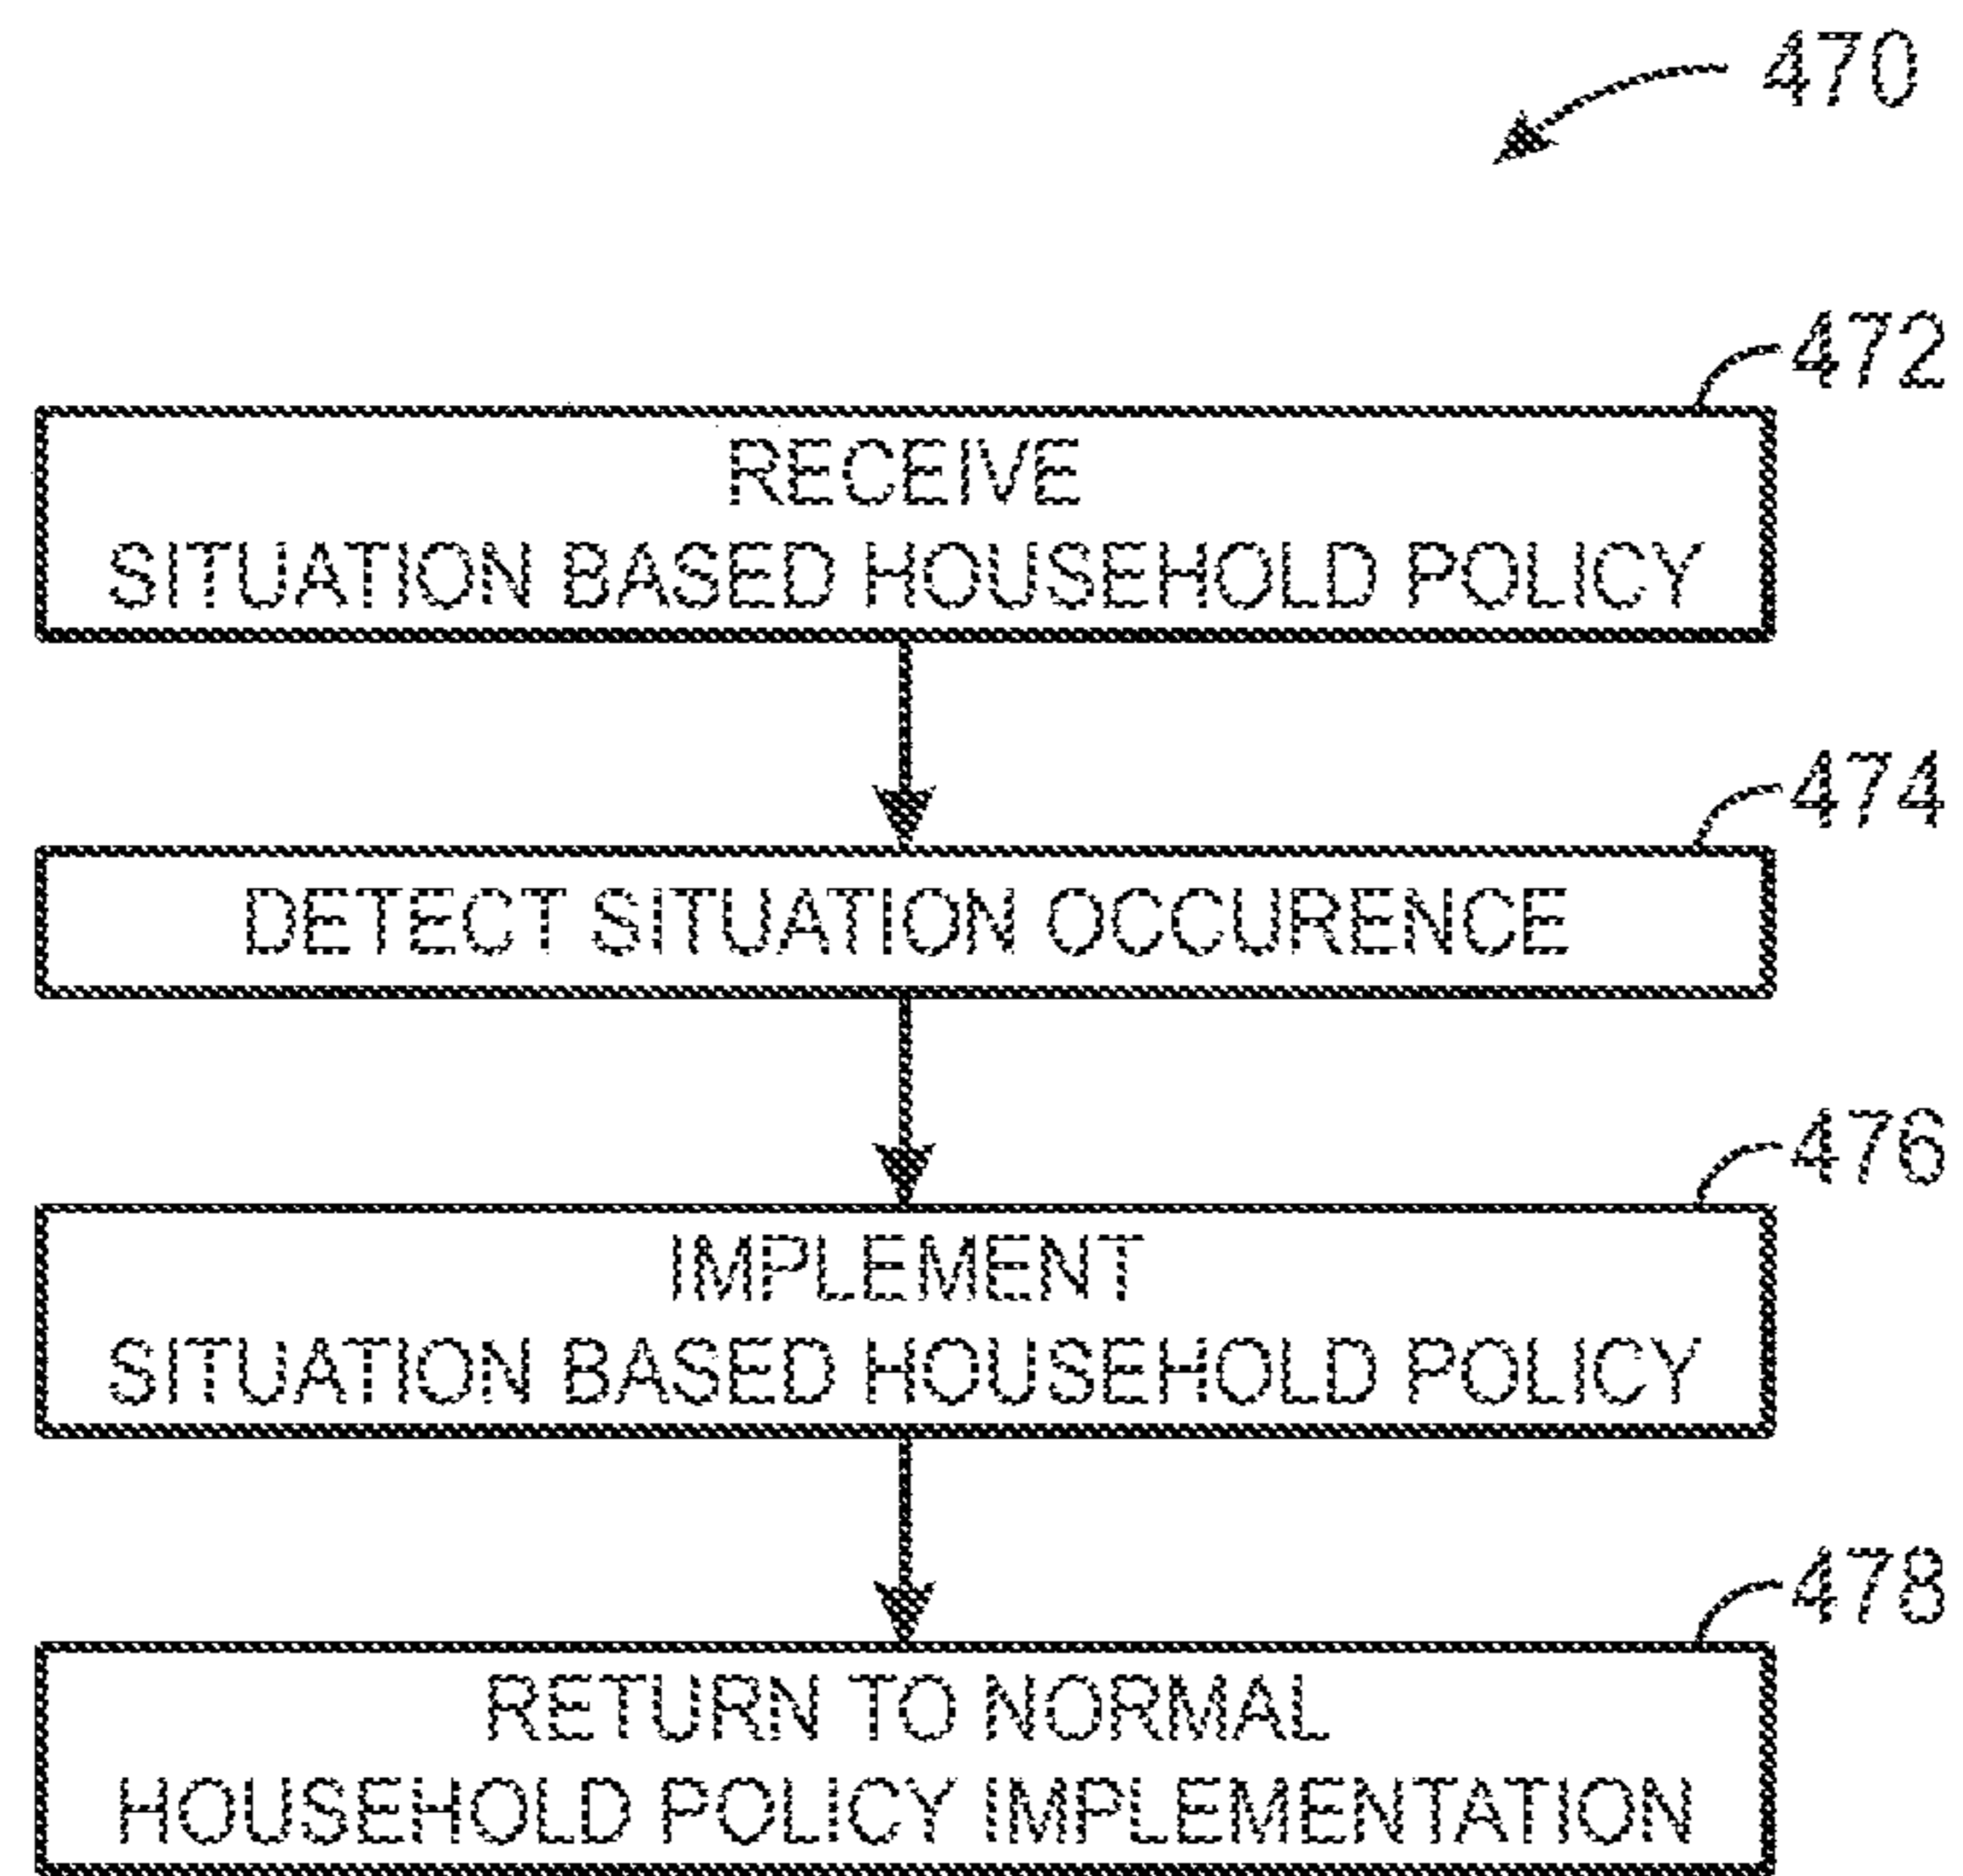 470
472
RECEIVE
SITUATION BASED HOUSEHOLD POLICY
474
DETECT SITUATION OCCURENCE
476
IMPLEMENT
SITUATION BASED HOUSEHOLD POLICY
478
RETURN TO NORMAL
HOUSEHOLD POLICY IMPLEMENTATION